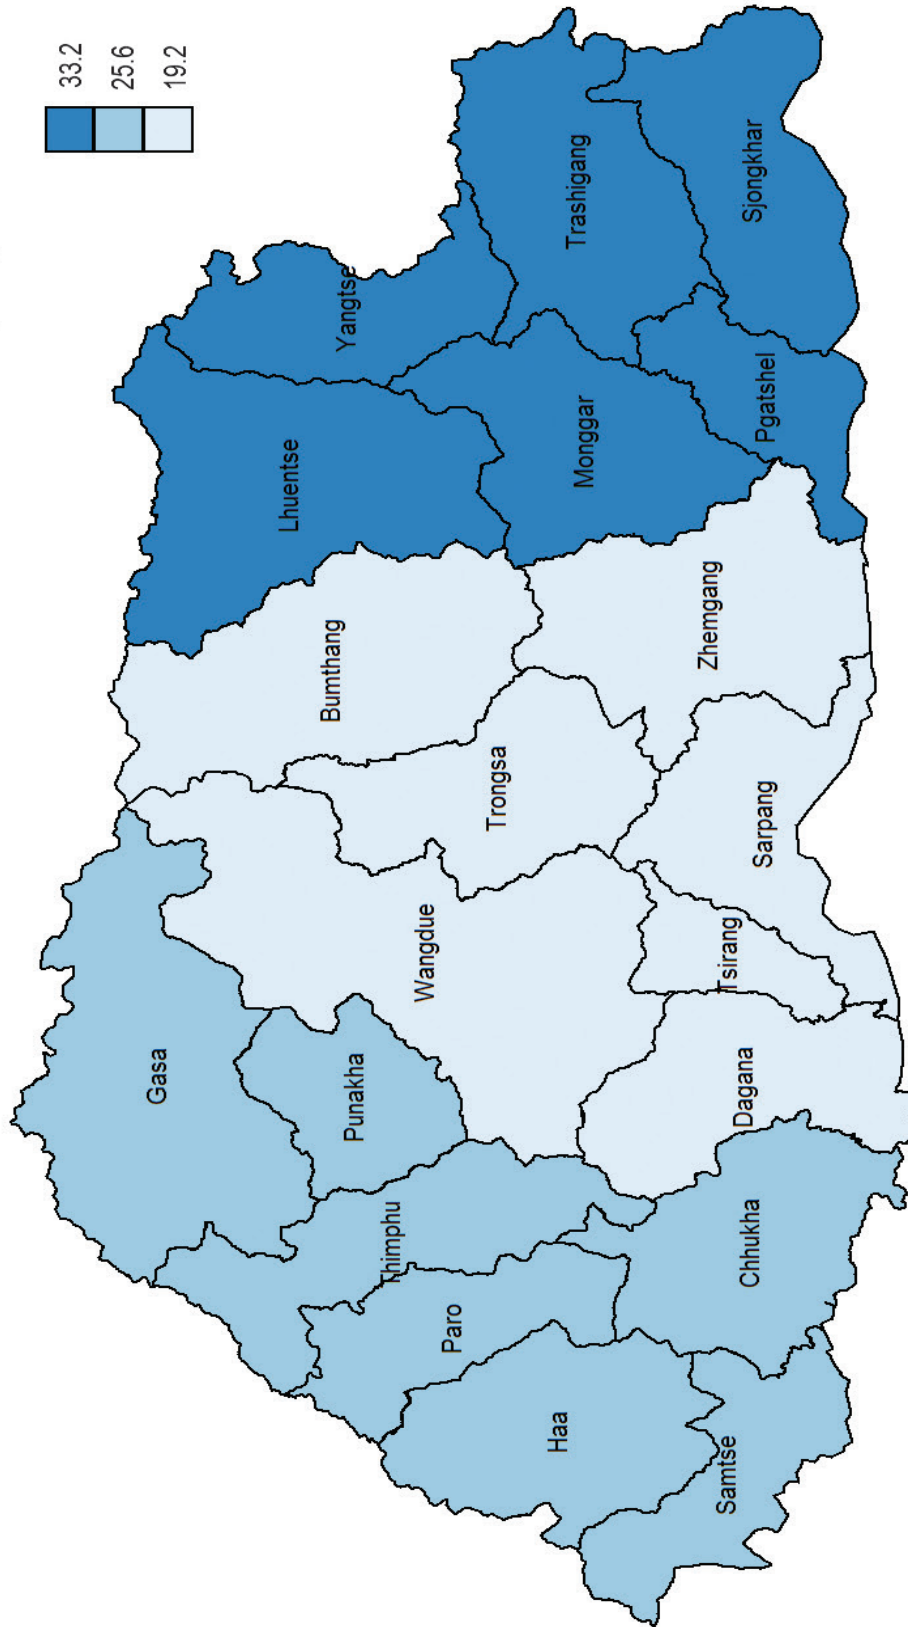 33.2
25.6
19.2
Gasa
Punakha
Thimphu
Paro
Haa
Samtse
Chhukha
Dagana
Tsirang
Wangdue
Sarpang
Trongsa
Bumthang
Zhemgang
Lhuentse
Yangtse
Monggar
Trashigang
Pgatshel
Sjongkhar